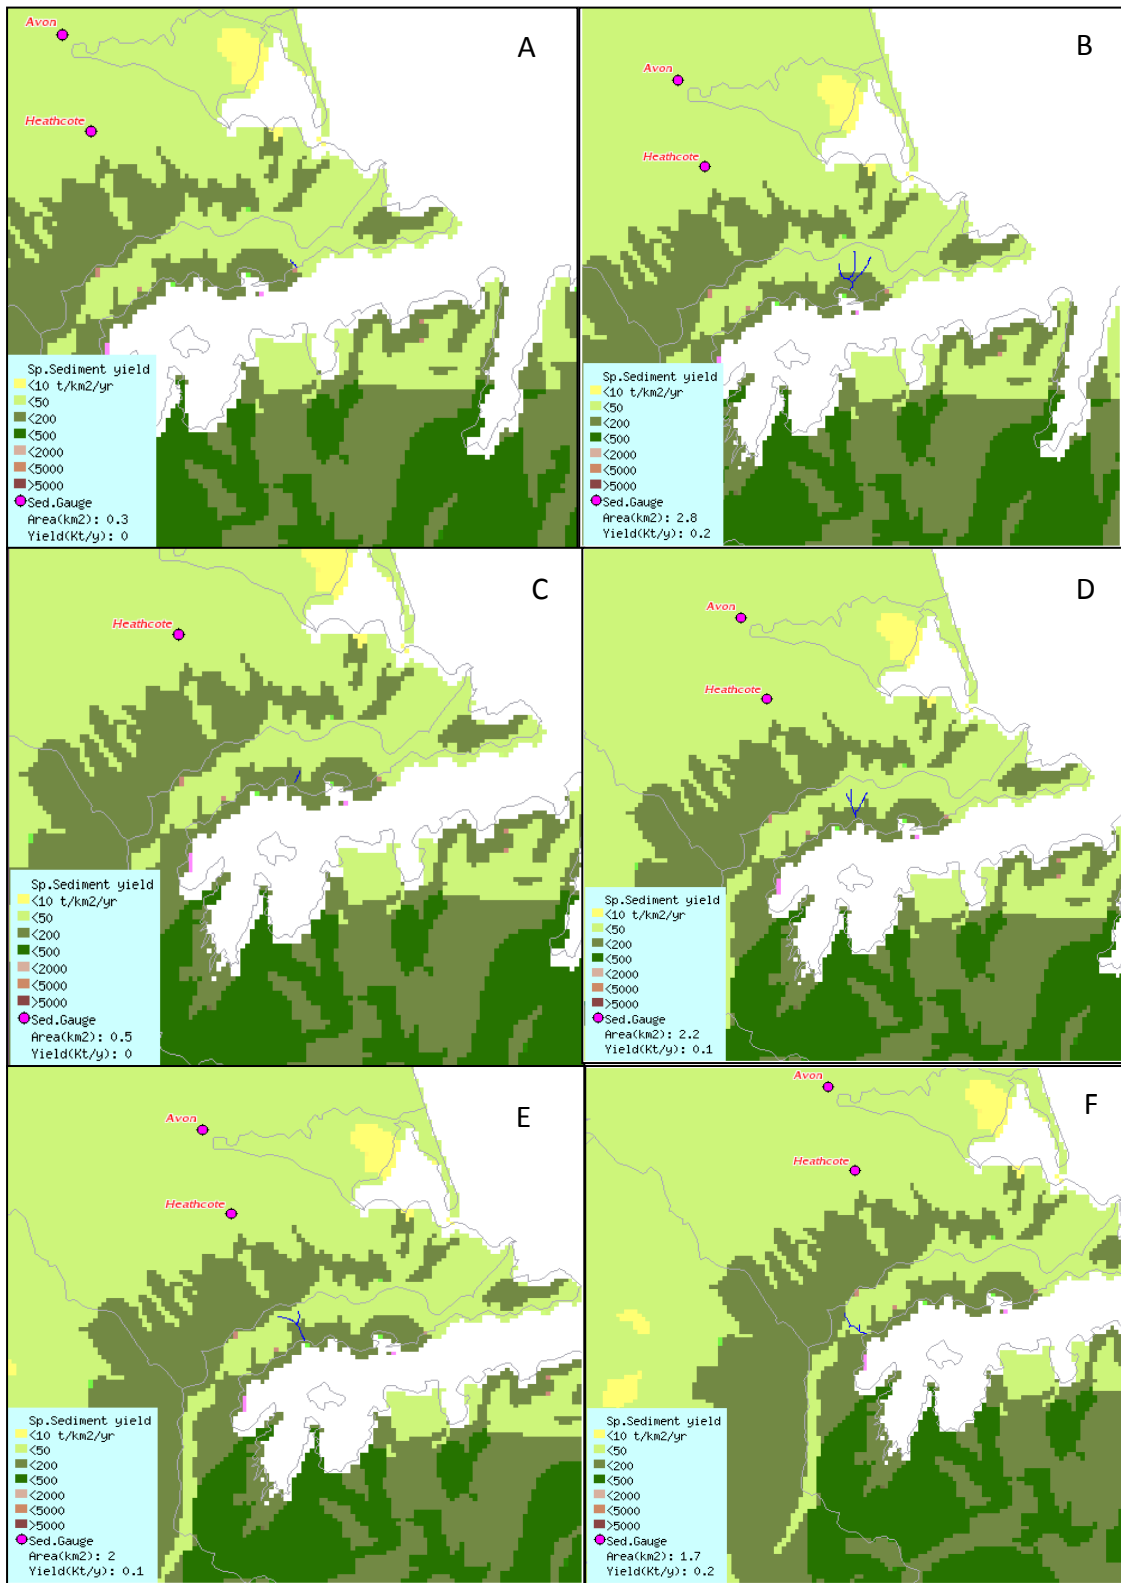 A
Avon
Heathcote
Sp.Sediment yield
<10 t/km2/yr
<50
<200
<500
<2000
<5000
>5000
Sed.Gauge
Area(km2): 0.3
Yield(Kt/y): 0
B
Avon
Heathcote
Sp.Sediment yield
<10 t/km2/yr
<50
<200
<500
<2000
<5000
>5000
Sed.Gauge
Area(km2): 2.8
Yield(Kt/y): 0.2
C
Heathcote
Sp.Sediment yield
<10 t/km2/yr
<50
<200
<500
<2000
<5000
>5000
Sed.Gauge
Area(km2): 0.5
Yield(Kt/y): 0
D
Avon
Heathcote
Sp.Sediment yield
<10 t/km2/yr
<50
<200
<500
<2000
<5000
>5000
Sed.Gauge
Area(km2): 2.2
Yield(Kt/y): 0.1
E
Avon
Heathcote
Sp.Sediment yield
<10 t/km2/yr
<50
<200
<500
<2000
<5000
>5000
Sed.Gauge
Area(km2): 2
Yield(Kt/y): 0.1
F
Avon
Heathcote
Sp.Sediment yield
<10 t/km2/yr
<50
<200
<500
<2000
<5000
>5000
Sed.Gauge
Area(km2): 1.7
Yield(Kt/y): 0.2